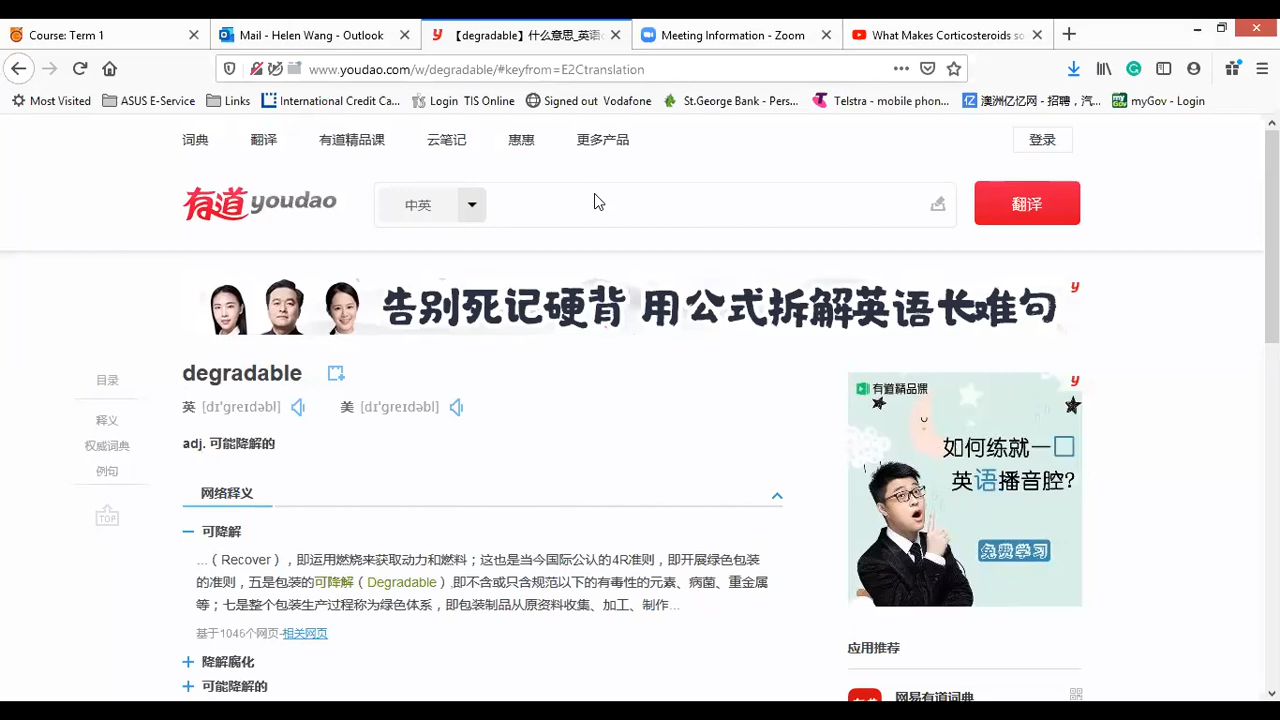 Course: Term 1
Mail - Helen Wang - Outlook
【degradable】什么意思_英语
Meeting Information - Zoom
What Makes Corticosteroids so
www.youdao.com/w/degradable/#keyfrom=E2Ctranslation
Most Visited
ASUS E-Service
Links
International Credit Ca...
Login TIS Online
Signed out Vodafone
St.George Bank - Pers...
Telstra - mobile phon...
澳洲亿亿网 - 招聘，汽...
myGov - Login
词典
翻译
有道精品课
云笔记
惠惠
更多产品
登录
有道 youdao
中英
翻译
告别死记硬背 用公式拆解英语长难句
degradable
英 [dɪ'ɡreɪdəbl]
美 [dɪ'ɡreɪdəbl]
adj. 可能降解的
目录
释义
权威词典
例句
TOP
网络释义
可降解
...（Recover），即运用燃烧来获取动力和燃料；这也是当今国际公认的4R准则，即开展绿色包装
的准则，五是包装的可降解（Degradable）,即不含或只含规范以下的有毒性的元素、病菌、重金属
等；七是整个包装生产过程称为绿色体系，即包装制品从原资料收集、加工、制作...
基于1046个网页-相关网页
降解腐化
可能降解的
有道精品课
如何练就一口
英语播音腔?
免费学习
应用推荐
网易有道词典